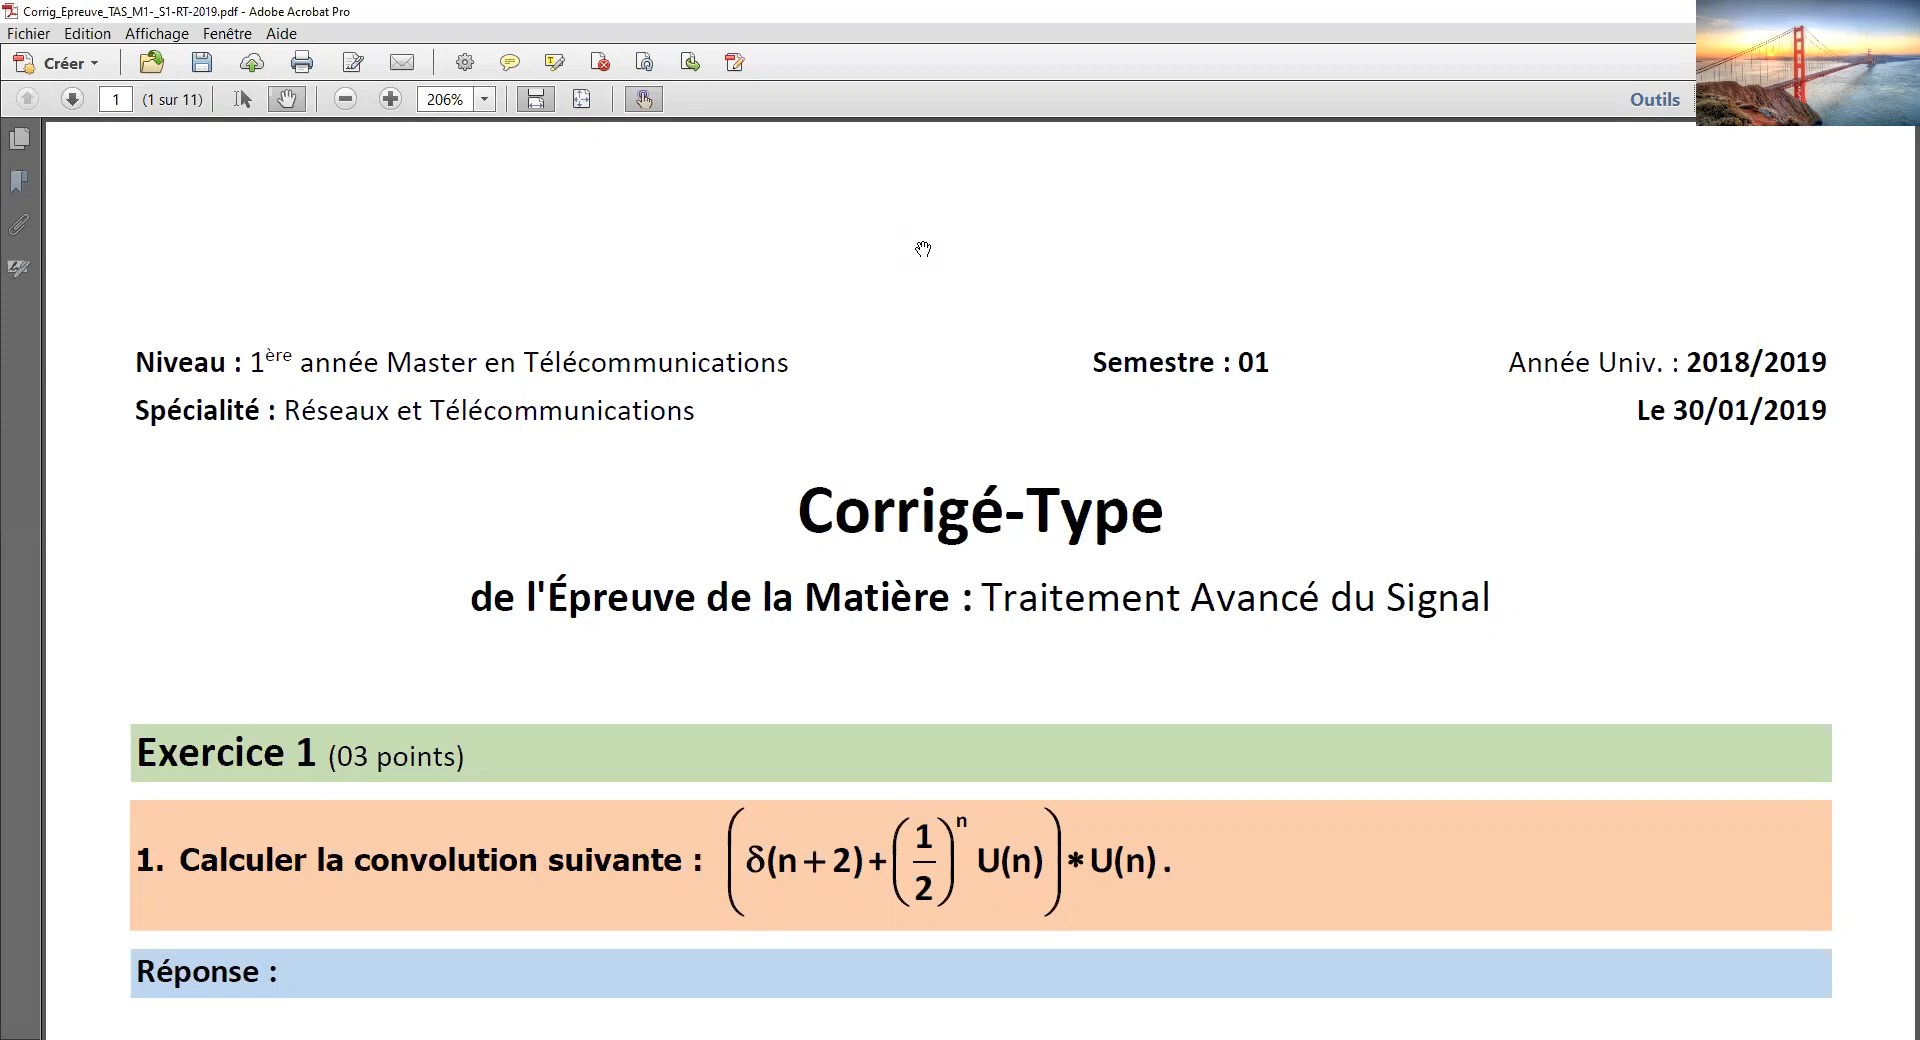 Corrig_Epreuve_TAS_M1-_S1-RT-2019.pdf - Adobe Acrobat Pro
Fichier Edition Affichage Fenêtre Aide
Créer
1 (1 sur 11) 206% Outils
Niveau : 1ère année Master en Télécommunications Semestre : 01 Année Univ. : 2018/2019
Spécialité : Réseaux et Télécommunications Le 30/01/2019
Corrigé-Type
de l'Épreuve de la Matière : Traitement Avancé du Signal
Exercice 1 (03 points)
1. Calculer la convolution suivante : (δ(n+2)+(1/2)^n U(n))*U(n).
Réponse :